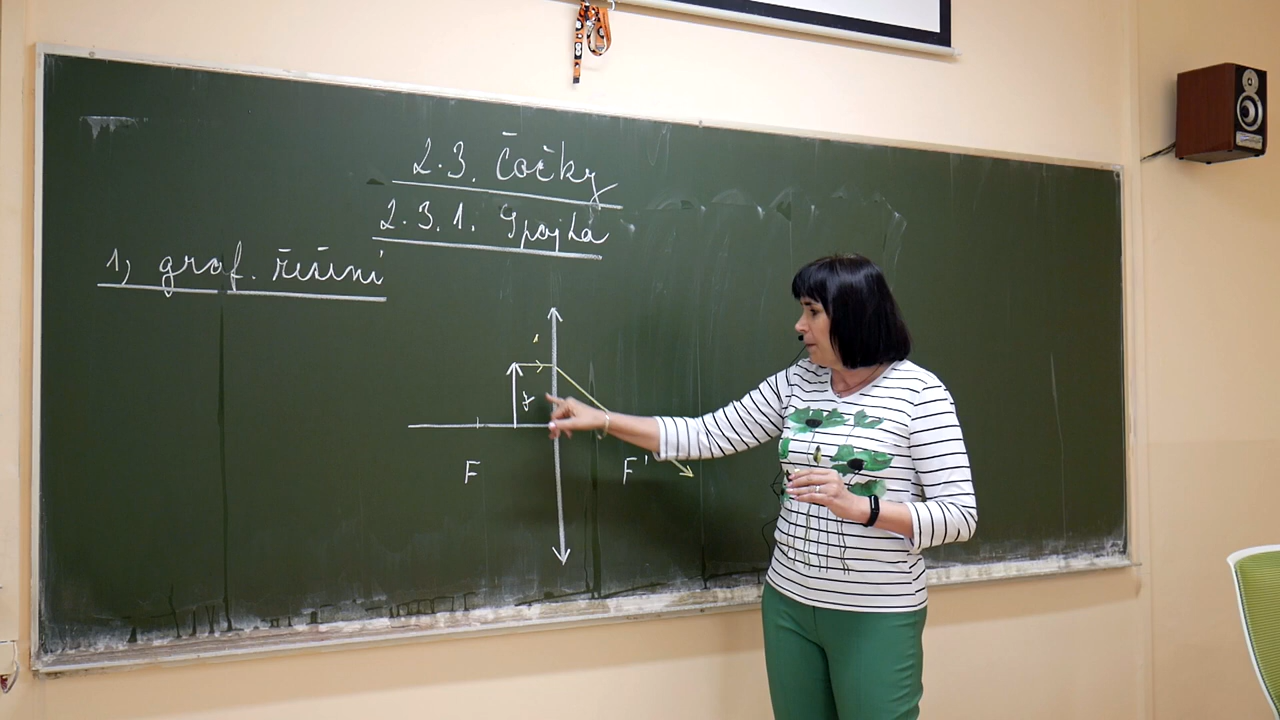 2.3. Čočky
2.3.1. Spojka
1) graf. řešení
y
F
F'